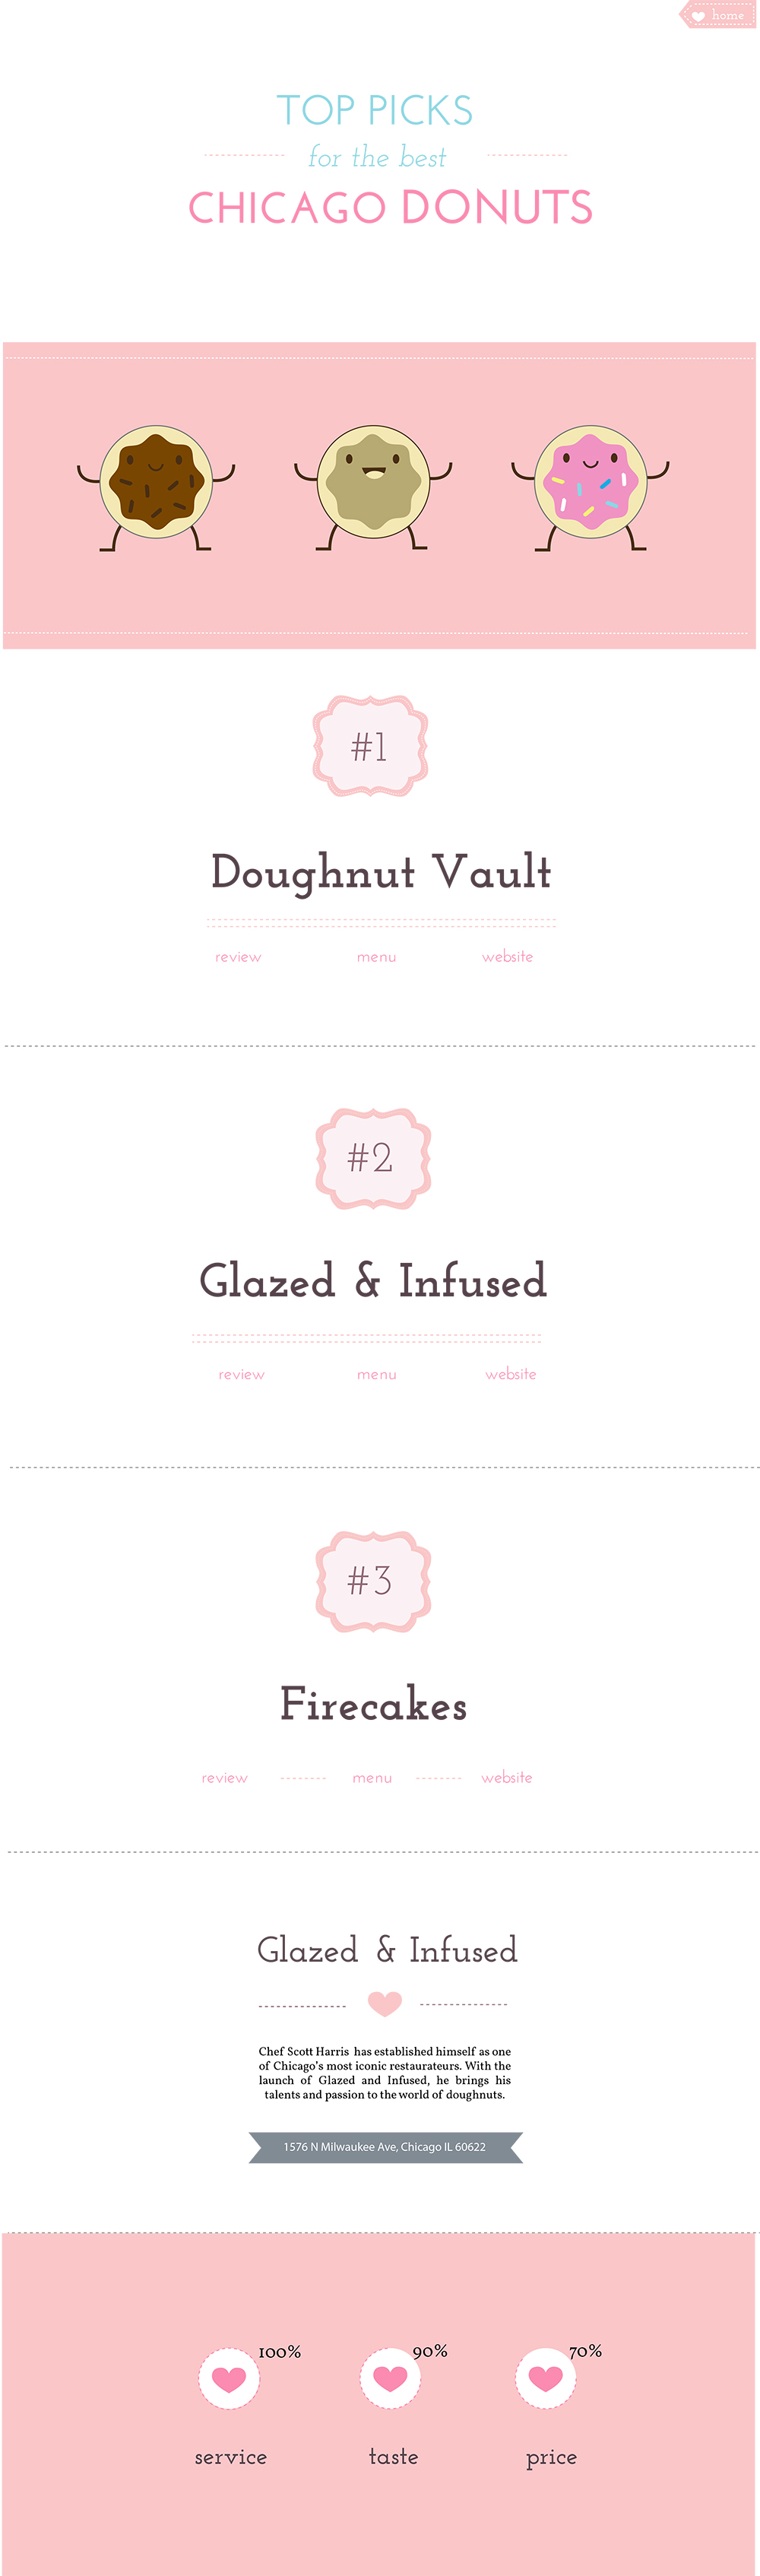 home
TOP PICKS
for the best
CHICAGO DONUTS
#1
Doughnut Vault
review menu website
#2
Glazed & Infused
review menu website
#3
Firecakes
review menu website
Glazed & Infused
Chef Scott Harris has established himself as one
of Chicago's most iconic restaurateurs. With the
launch of Glazed and Infused, he brings his
talents and passion to the world of doughnuts.
1576 N Milwaukee Ave, Chicago IL 60622
100% 90% 70%
service taste price